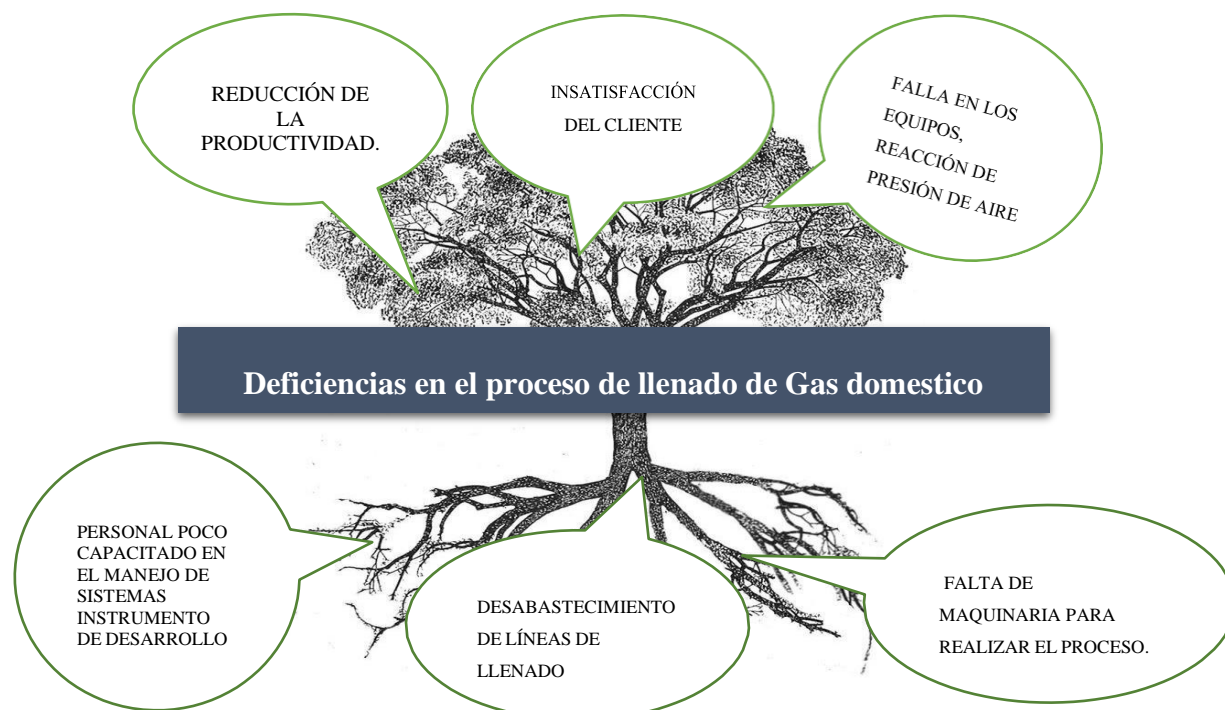 REDUCCIÓN DE
LA
PRODUCTIVIDAD.
INSATISFACCIÓN
DEL CLIENTE
FALLA EN LOS
EQUIPOS,
REACCIÓN DE
PRESIÓN DE AIRE
Deficiencias en el proceso de llenado de Gas domestico
PERSONAL POCO
CAPACITADO EN
EL MANEJO DE
SISTEMAS
INSTRUMENTO
DE DESARROLLO
DESABASTECIMIENTO
DE LÍNEAS DE
LLENADO
FALTA DE
MAQUINARIA PARA
REALIZAR EL PROCESO.